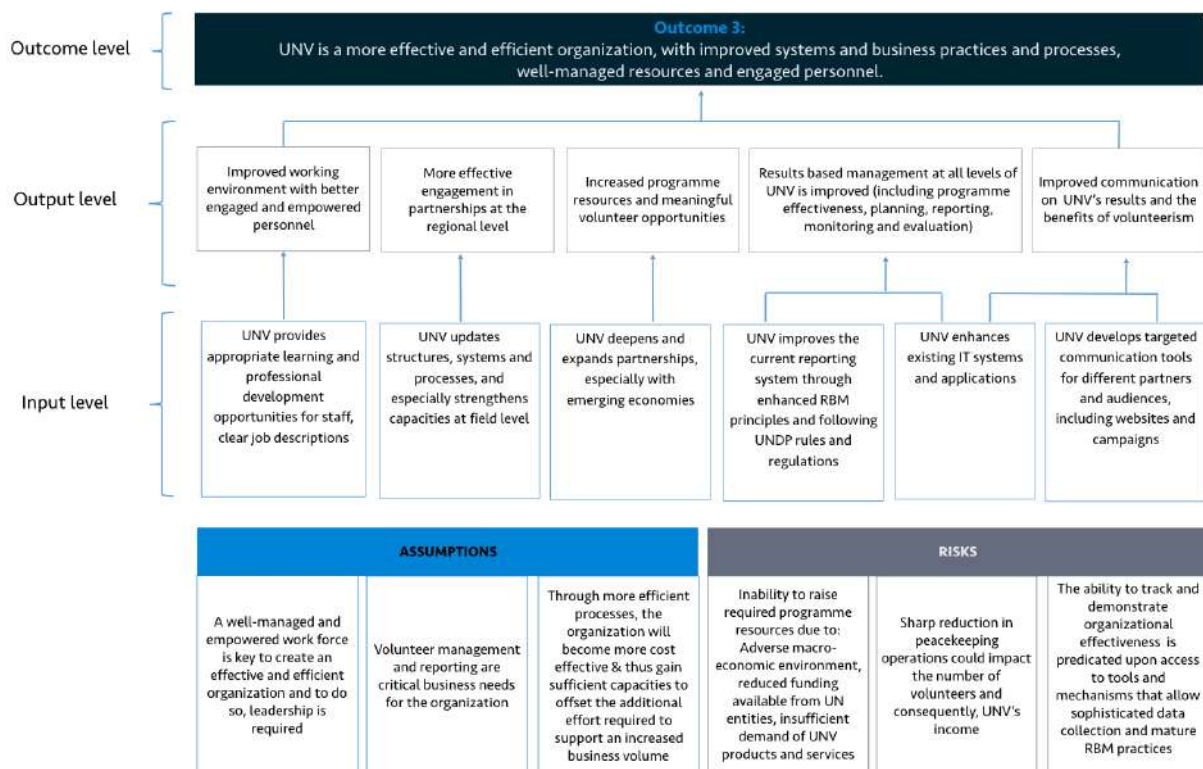 Outcome level
Outcome 3:
UNV is a more effective and efficient organization, with improved systems and business practices and processes,
well-managed resources and engaged personnel.
Output level
Improved working
environment with better
engaged and empowered
personnel
More effective
engagement in
partnerships at the
regional level
Increased programme
resources and meaningful
volunteer opportunities
Results based management at all levels of
UNV is improved (including programme
effectiveness, planning, reporting,
monitoring and evaluation)
Improved communication
on UNV's results and the
benefits of volunteerism
Input level
UNV provides
appropriate learning and
professional
development
opportunities for staff,
clear job descriptions
UNV updates
structures, systems and
processes, and
especially strengthens
capacities at field level
UNV deepens and
expands partnerships,
especially with
emerging economies
UNV improves the
current reporting
system through
enhanced RBM
principles and following
UNDP rules and
regulations
UNV enhances
existing IT systems
and applications
UNV develops targeted
communication tools
for different partners
and audiences,
including websites and
campaigns
ASSUMPTIONS
A well-managed and
empowered work force
is key to create an
effective and efficient
organization and to do
so, leadership is
required
Volunteer management
and reporting are
critical business needs
for the organization
Through more efficient
processes, the
organization will
become more cost
effective & thus gain
sufficient capacities to
offset the additional
effort required to
support an increased
business volume
RISKS
Inability to raise
required programme
resources due to:
Adverse macro-
economic environment,
reduced funding
available from UN
entities, insufficient
demand of UNV
products and services
Sharp reduction in
peacekeeping
operations could impact
the number of
volunteers and
consequently, UNV's
income
The ability to track and
demonstrate
organizational
effectiveness is
predicated upon access
to tools and
mechanisms that allow
sophisticated data
collection and mature
RBM practices